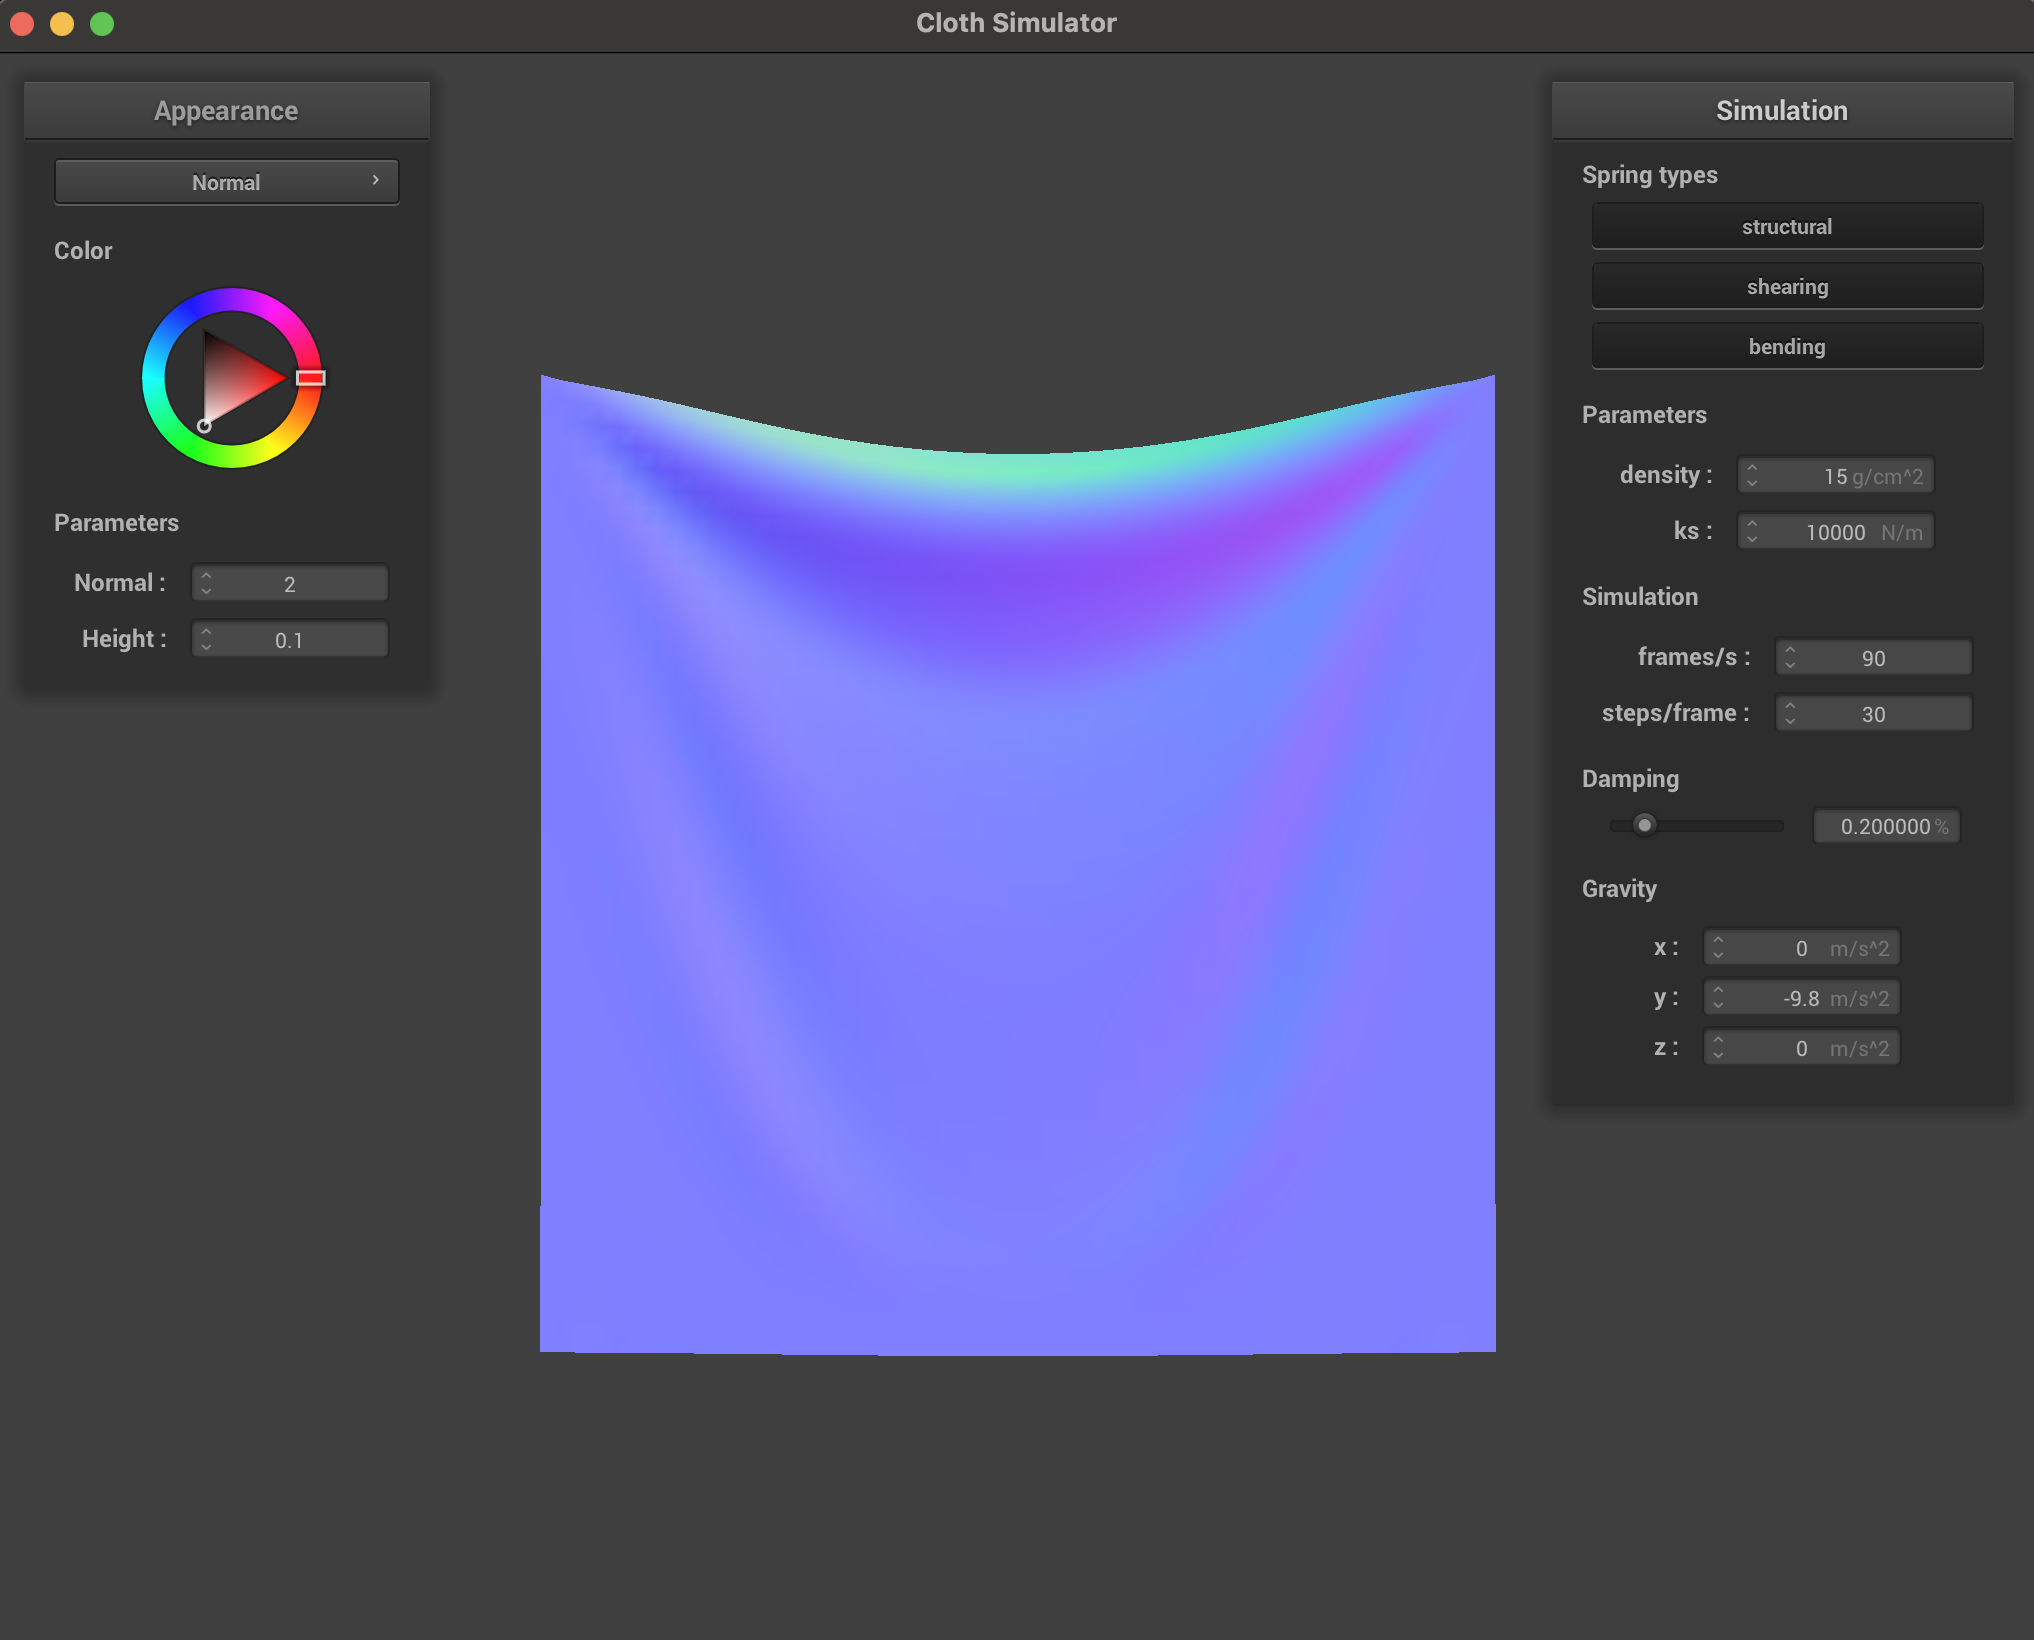 Cloth Simulator
Appearance
Normal
Color
Parameters
Normal : 2
Height : 0.1
Simulation
Spring types
structural
shearing
bending
Parameters
density : 15 g/cm^2
ks : 10000 N/m
Simulation
frames/s : 90
steps/frame : 30
Damping
0.200000 %
Gravity
x : 0 m/s^2
y : -9.8 m/s^2
z : 0 m/s^2